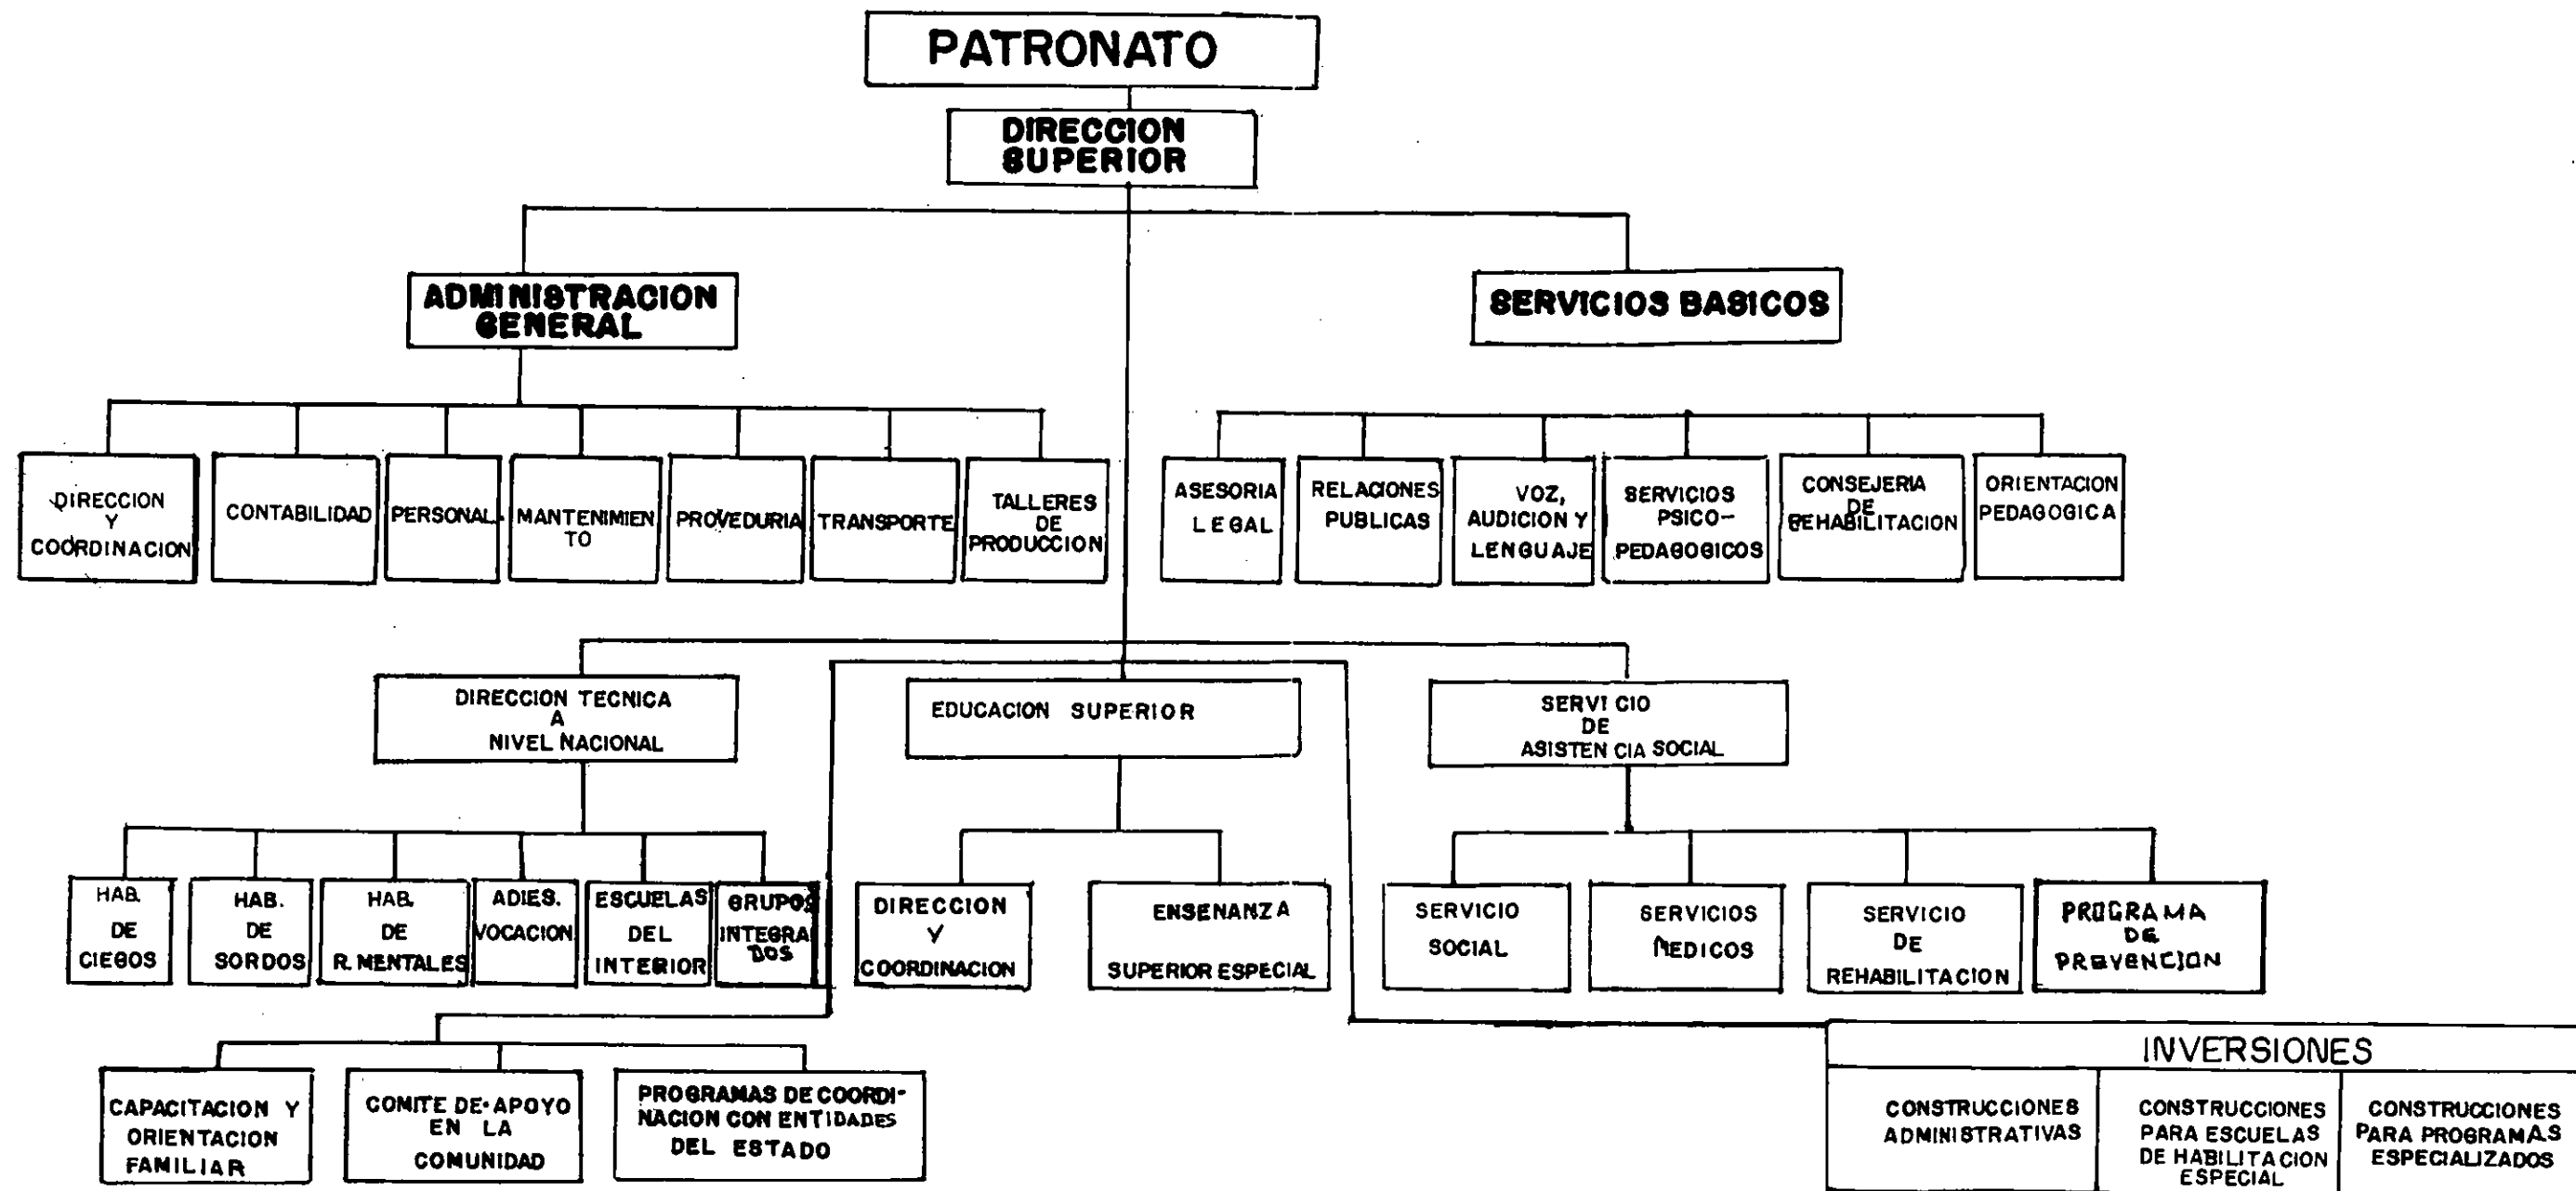 PATRONATO
DIRECCION
SUPERIOR
ADMINISTRACION
GENERAL
SERVICIOS BASICOS
DIRECCION
Y
COORDINACION
CONTABILIDAD
PERSONAL.
MANTENIMIEN
TO
PROVEDURIA
TRANSPORTE
TALLERES
DE
PRODUCCION
ASESORIA
LEGAL
RELACIONES
PUBLICAS
VOZ,
AUDICION Y
LENGUAJE
SERVICIOS
PSICO-
PEDAGOGICOS
CONSEJERIA
DE
REHABILITACION
ORIENTACION
PEDAGOGICA
DIRECCION TECNICA
A
NIVEL NACIONAL
EDUCACION SUPERIOR
SERVICIO
DE
ASISTENCIA SOCIAL
HAB.
DE
CIEGOS
HAB.
DE
SORDOS
HAB.
DE
R. MENTALES
ADIES.
VOCACION
ESCUELAS
DEL
INTERIOR
GRUPOS
INTEGRA
DOS
DIRECCION
Y
COORDINACION
ENSENANZA
SUPERIOR ESPECIAL
SERVICIO
SOCIAL
SERVICIOS
MEDICOS
SERVICIO
DE
REHABILITACION
PROGRAMA
DE
PREVENCION
CAPACITACION Y
ORIENTACION
FAMILIAR
COMITE DE APOYO
EN LA
COMUNIDAD
PROGRAMAS DE COORDI-
NACION CON ENTIDADES
DEL ESTADO
INVERSIONES
CONSTRUCCIONES
ADMINISTRATIVAS
CONSTRUCCIONES
PARA ESCUELAS
DE HABILITACION
ESPECIAL
CONSTRUCCIONES
PARA PROGRAMAS
ESPECIALIZADOS